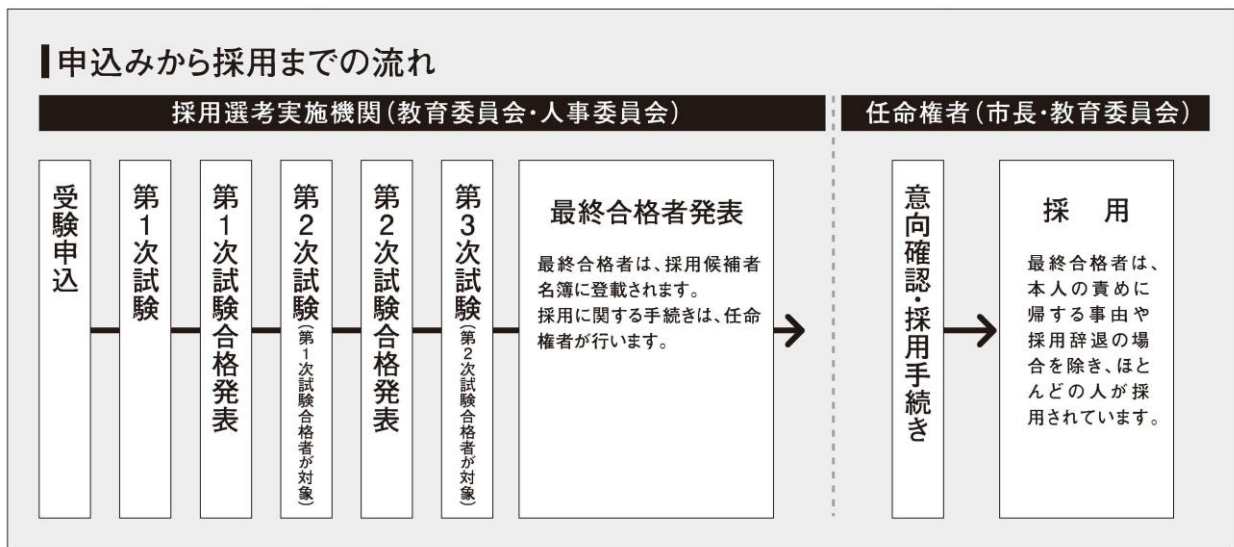 申込みから採用までの流れ
採用選考実施機関(教育委員会・人事委員会)
任命権者(市長・教育委員会)
受験申込
第1次試験
第1次試験合格発表
第2次試験(第1次試験合格者が対象)
第2次試験合格発表
第3次試験(第2次試験合格者が対象)
最終合格者発表
最終合格者は、採用候補者
名簿に登載されます。
採用に関する手続きは、任命
権者が行います。
意向確認・採用手続き
採 用
最終合格者は、
本人の責めに
帰する事由や
採用辞退の場
合を除き、ほと
んどの人が採
用されています。